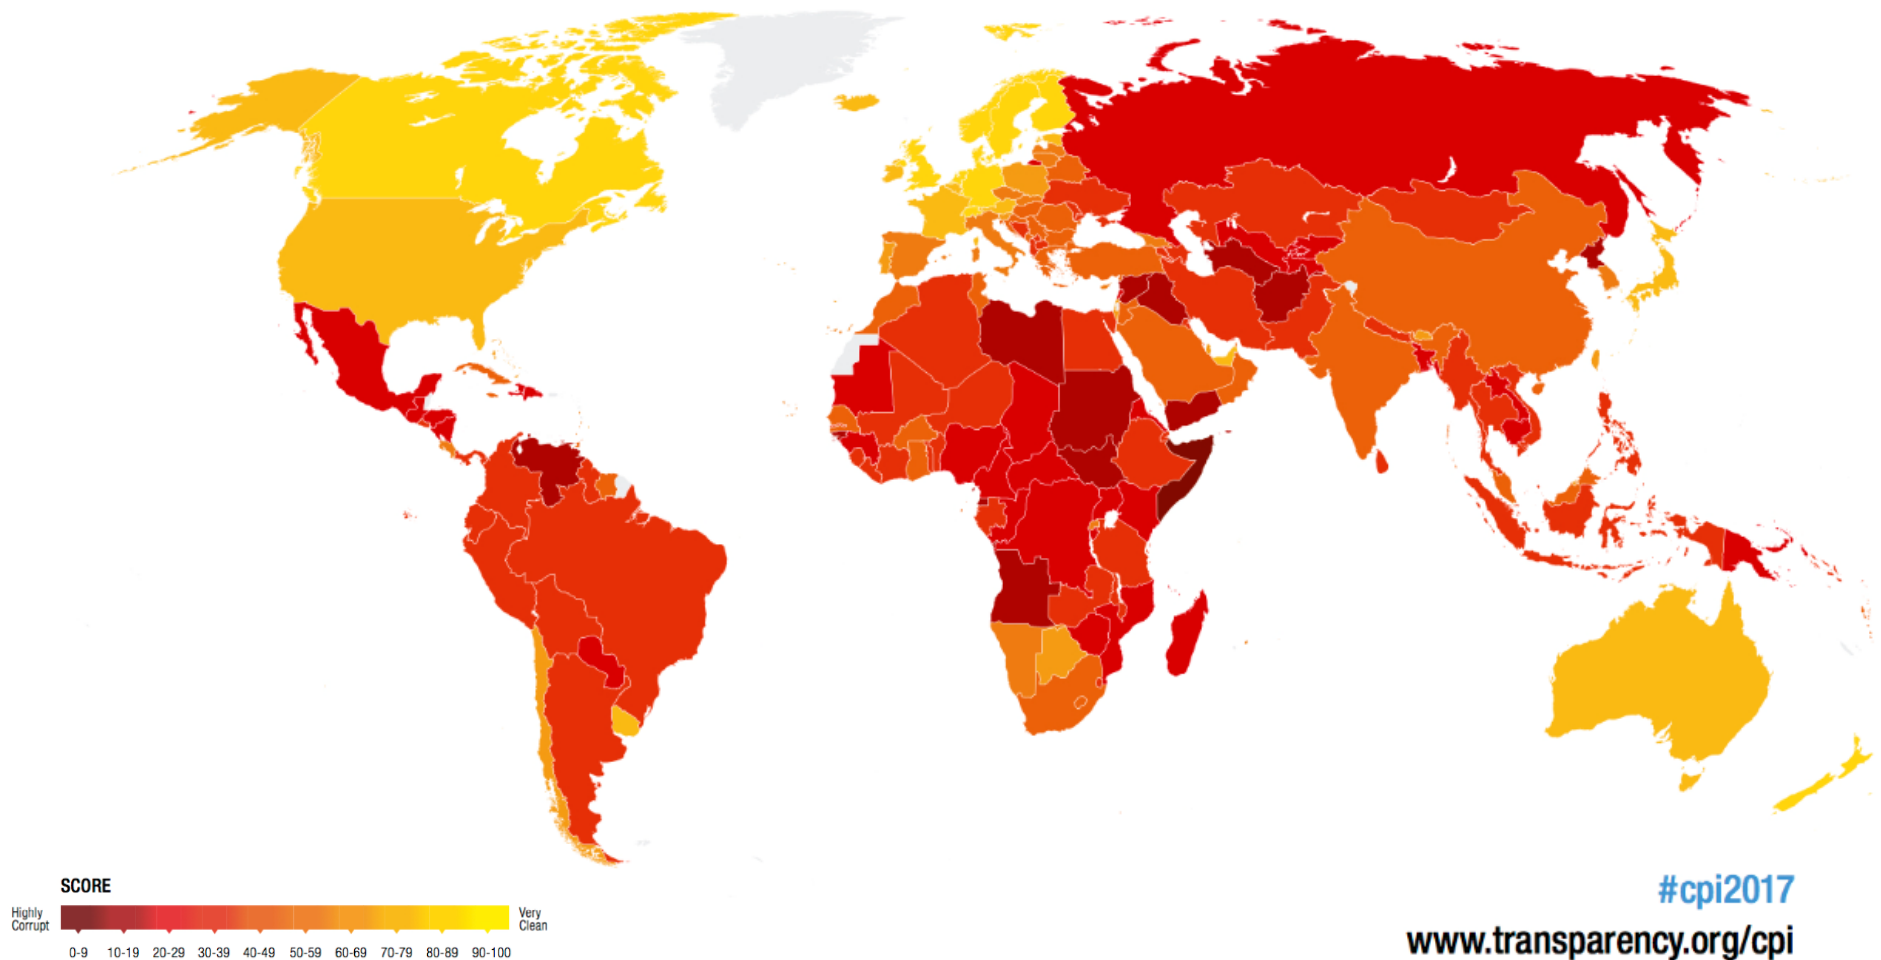 SCORE
Highly
Corrupt
Very
Clean
0-9 10-19 20-29 30-39 40-49 50-59 60-69 70-79 80-89 90-100
#cpi2017
www.transparency.org/cpi